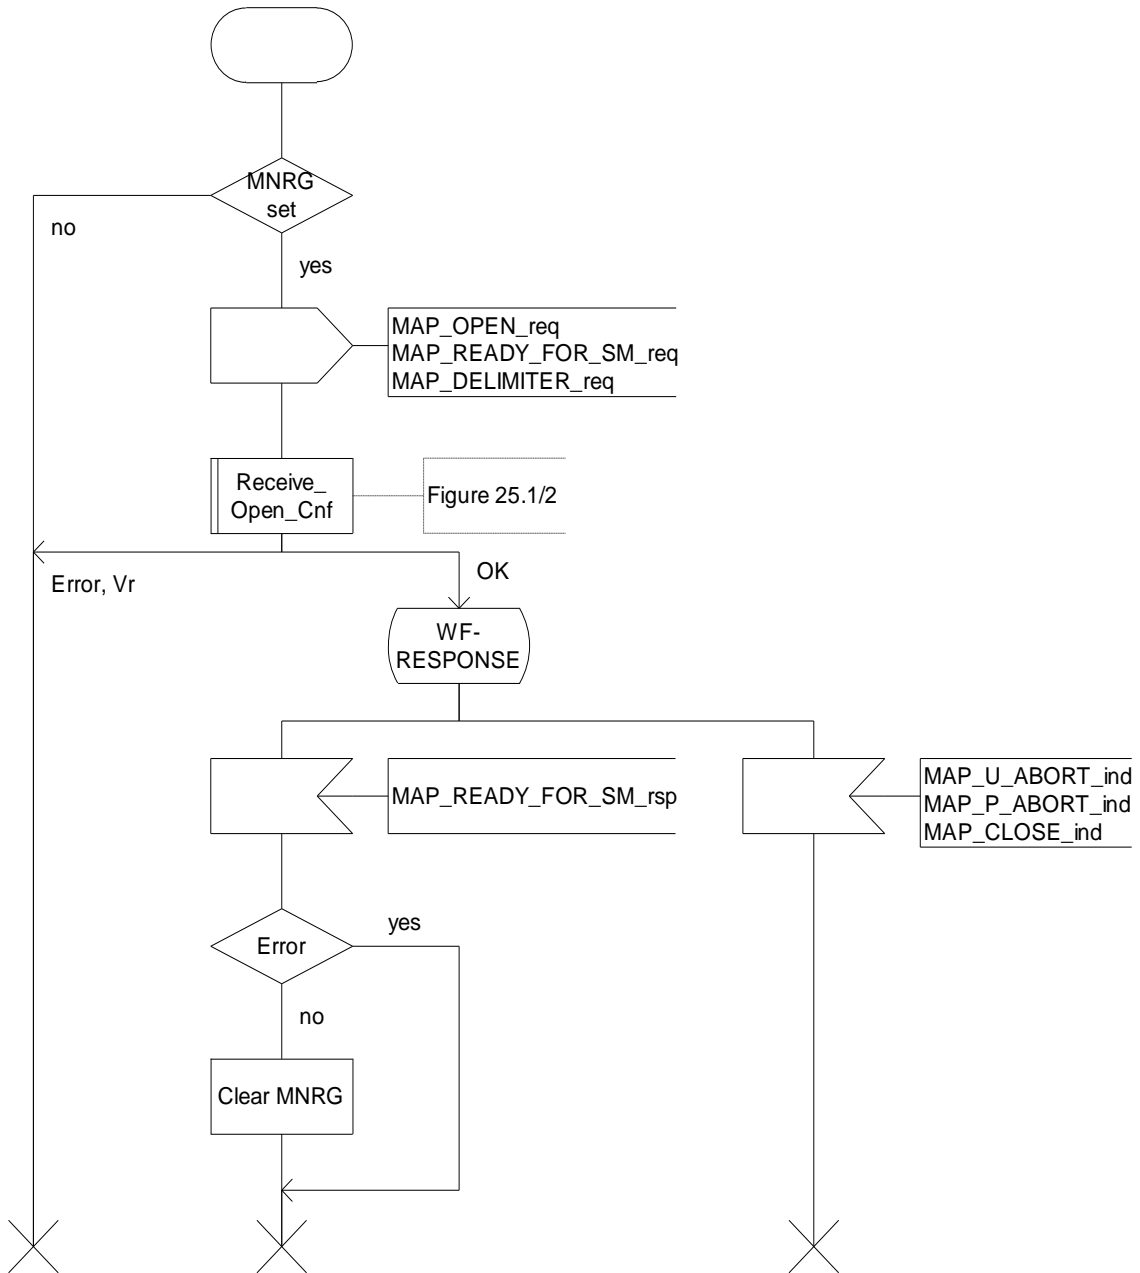 MNRG
set
no
yes
MAP_OPEN_req
MAP_READY_FOR_SM_req
MAP_DELIMITER_req
Receive_
Open_Cnf
Figure 25.1/2
Error, Vr
OK
WF-
RESPONSE
MAP_READY_FOR_SM_rsp
MAP_U_ABORT_ind
MAP_P_ABORT_ind
MAP_CLOSE_ind
Error
yes
no
Clear MNRG